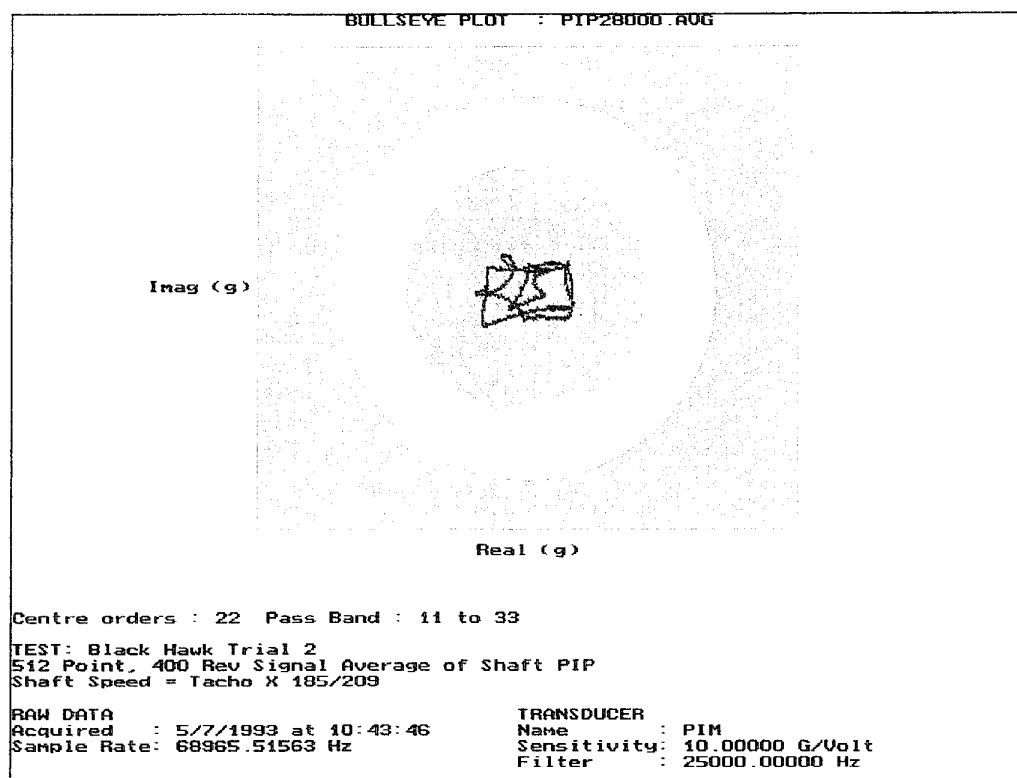 BULLSEYE PLOT : PIP28000.AVG
Imag (g)
Real (g)
Centre orders : 22 Pass Band : 11 to 33
TEST: Black Hawk Trial 2
512 Point, 400 Rev Signal Average of Shaft PIP
Shaft Speed = Tacho X 185/209
RAW DATA
Acquired : 5/7/1993 at 10:43:46
Sample Rate: 68965.51563 Hz
TRANSDUCER
Name : PIM
Sensitivity: 10.00000 G/Volt
Filter : 25000.00000 Hz